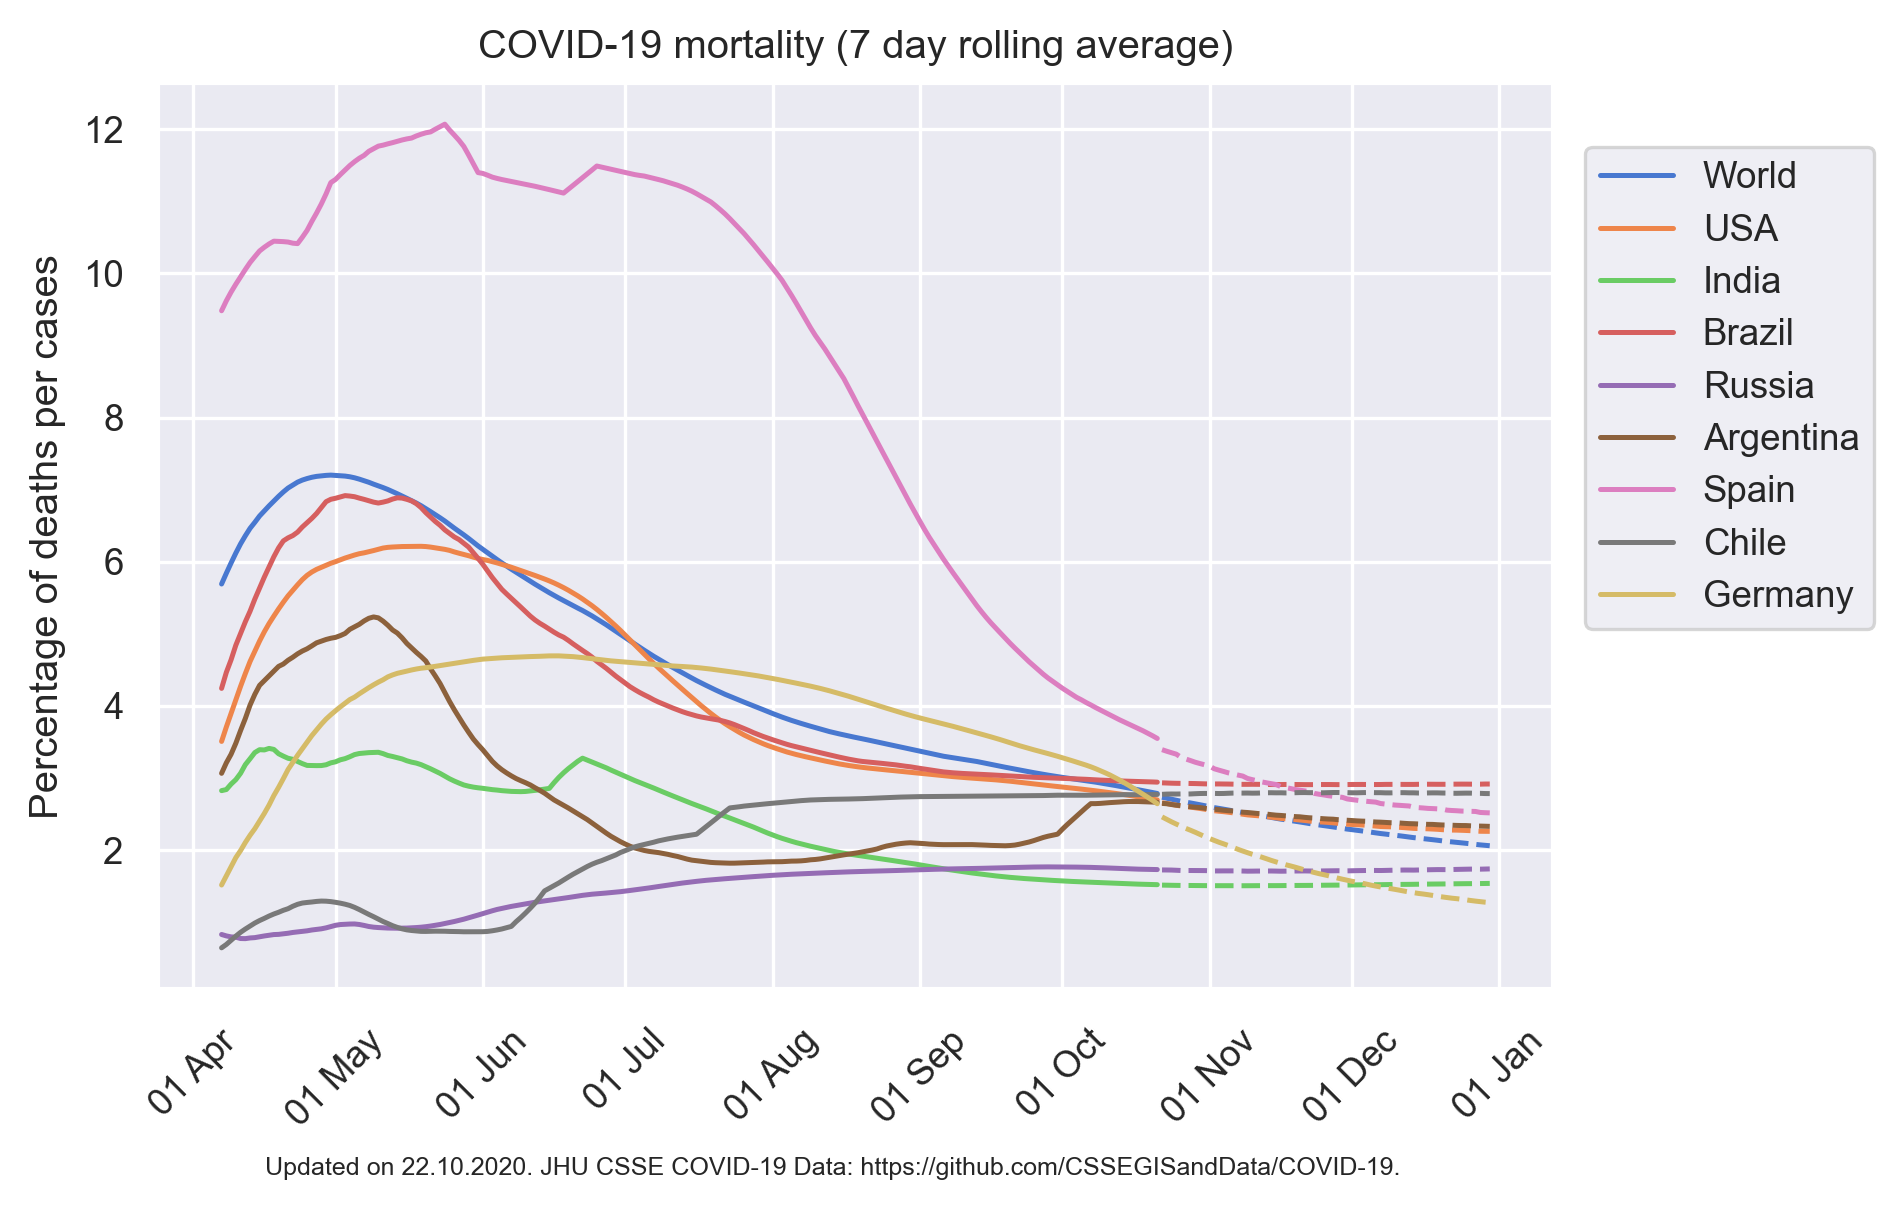 COVID-19 mortality (7 day rolling average)
Percentage of deaths per cases
12
10
8
6
4
2
01 Apr
01 May
01 Jun
01 Jul
01 Aug
01 Sep
01 Oct
01 Nov
01 Dec
01 Jan
World
USA
India
Brazil
Russia
Argentina
Spain
Chile
Germany
Updated on 22.10.2020. JHU CSSE COVID-19 Data: https://github.com/CSSEGISandData/COVID-19.